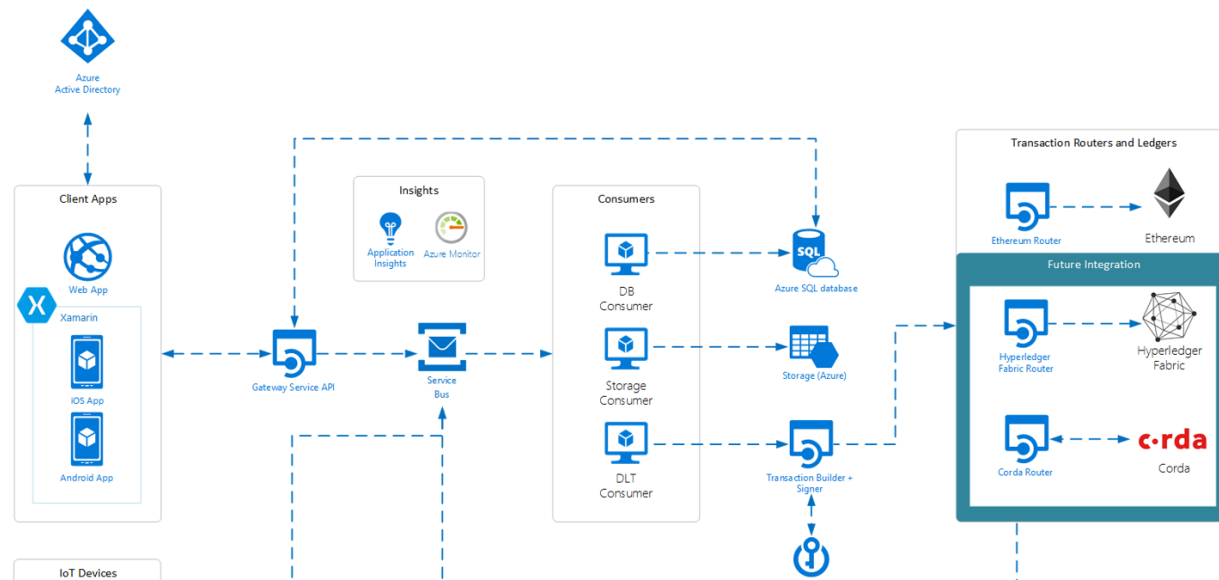 Azure
Active Directory
Client Apps
Web App
Xamarin
iOS App
Android App
IoT Devices
Gateway Service API
Insights
Application
Insights
Azure Monitor
Service
Bus
Consumers
DB
Consumer
Storage
Consumer
DLT
Consumer
SQL
Azure SQL database
Storage (Azure)
Transaction Builder +
Signer
Transaction Routers and Ledgers
Ethereum Router
Ethereum
Future Integration
Hyperledger
Fabric Router
Hyperledger
Fabric
Corda Router
c·rda
Corda